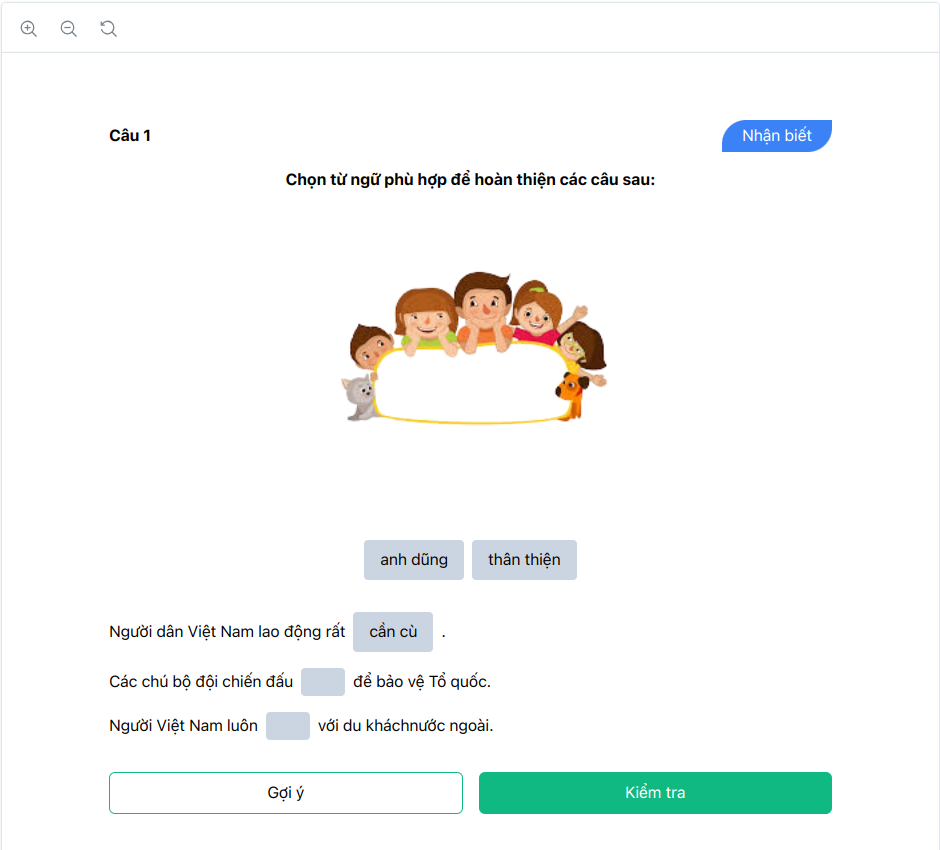 Câu 1
Nhận biết
Chọn từ ngữ phù hợp để hoàn thiện các câu sau:
anh dũng thân thiện
Người dân Việt Nam lao động rất cần cù .
Các chú bộ đội chiến đấu để bảo vệ Tổ quốc.
Người Việt Nam luôn với du kháchnước ngoài.
Gợi ý Kiểm tra